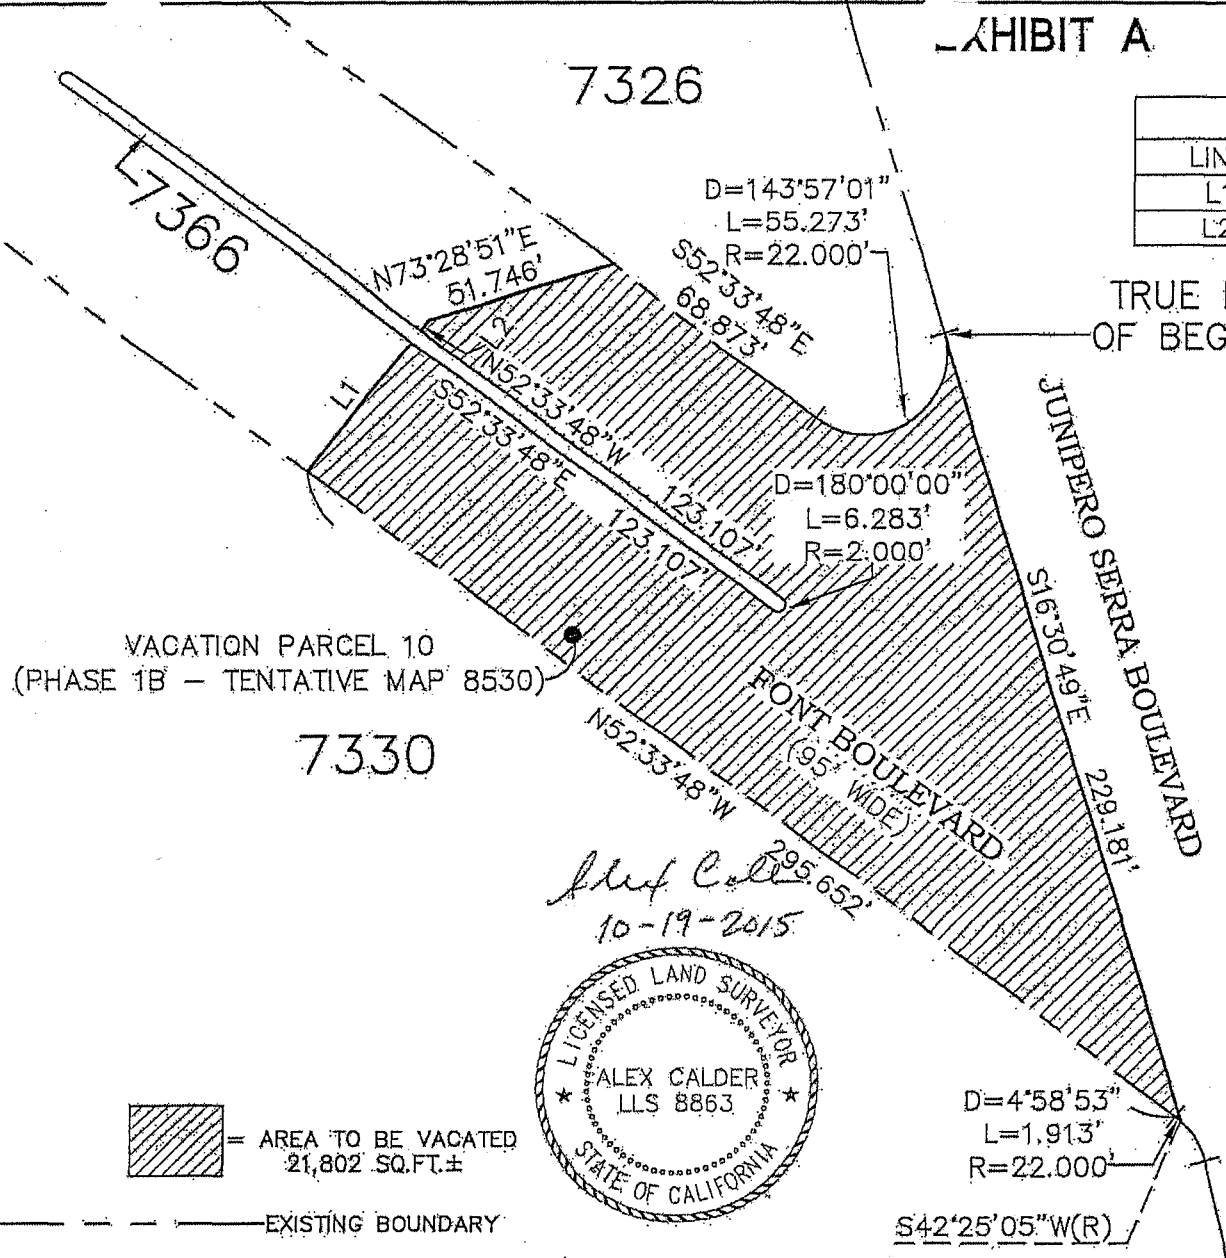 EXHIBIT A
7326
L7366
D=143°57'01"
L=55.273'
R=22.000'
LIN
L1
L2
TRUE
OF BEG
N73°28'51"E
51.746'
S52°33'48"E
68.873'
L1
L2
N52°33'48"W
123.107'
S52°33'48"E
123.107'
D=180°00'00"
L=6.283'
R=2.000'
JUNIPERO SERRA BOULEVARD
S16°30'49"E
229.181'
VACATION PARCEL 10
(PHASE 1B – TENTATIVE MAP 8530)
7330
FONT BOULEVARD
(95' WIDE)
N52°33'48"W
295.652'
10-19-2015
LICENSED LAND SURVEYOR
ALEX CALDER
LLS 8863
STATE OF CALIFORNIA
= AREA TO BE VACATED
21,802 SQ.FT.±
EXISTING BOUNDARY
D=4°58'53"
L=1.913'
R=22.000'
S42°25'05"W(R)